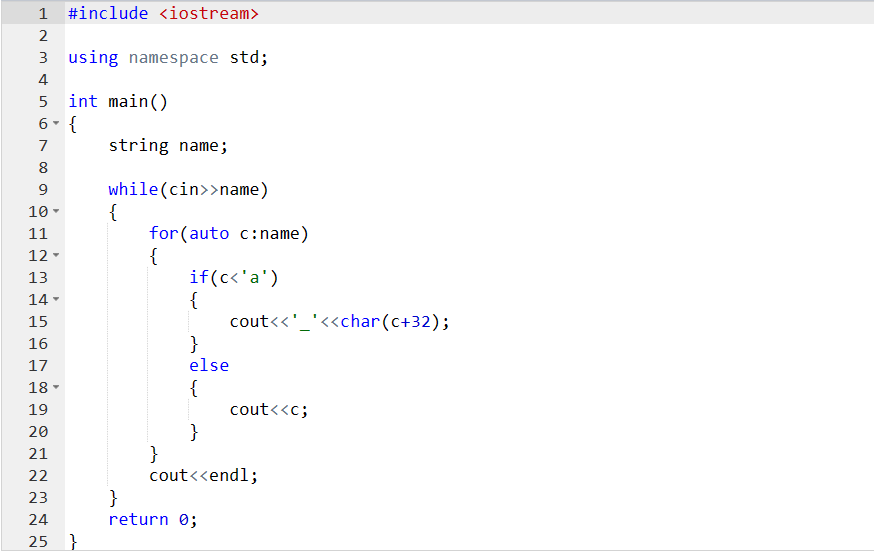 1 #include <iostream>
2
3 using namespace std;
4
5 int main()
6 {
7     string name;
8
9     while(cin>>name)
10     {
11         for(auto c:name)
12         {
13             if(c<'a')
14             {
15                 cout<<'_'<<char(c+32);
16             }
17             else
18             {
19                 cout<<c;
20             }
21         }
22         cout<<endl;
23     }
24     return 0;
25 }